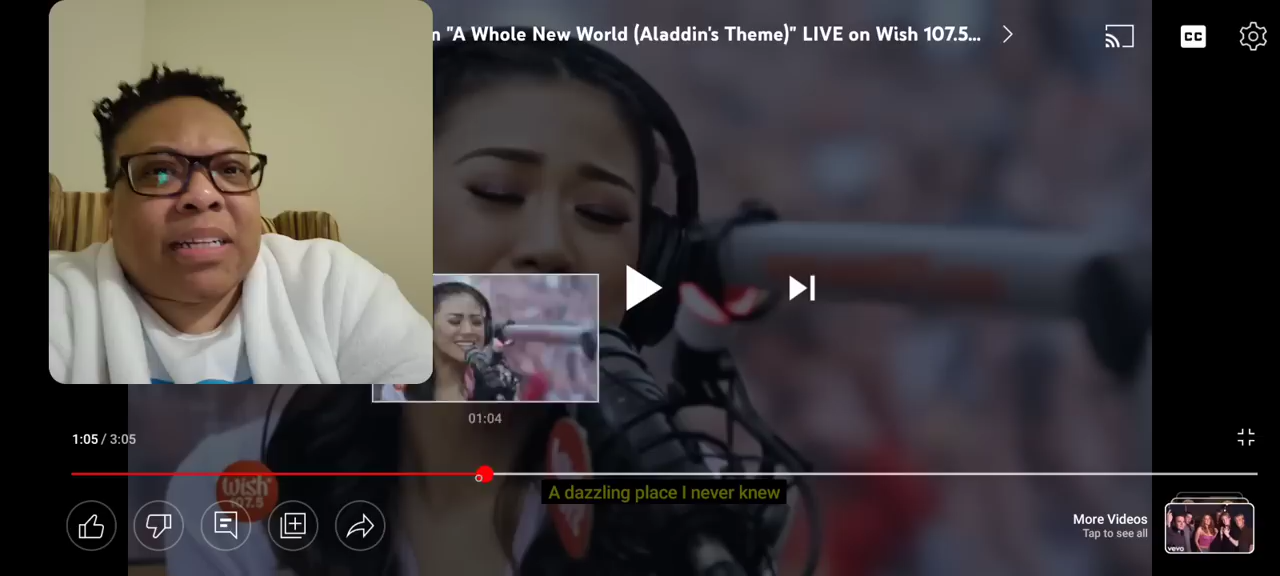 n "A Whole New World (Aladdin's Theme)" LIVE on Wish 107.5...
CC
01:04
1:05 / 3:05
wish
107.5
A dazzling place I never knew
More Videos
Tap to see all
vevo